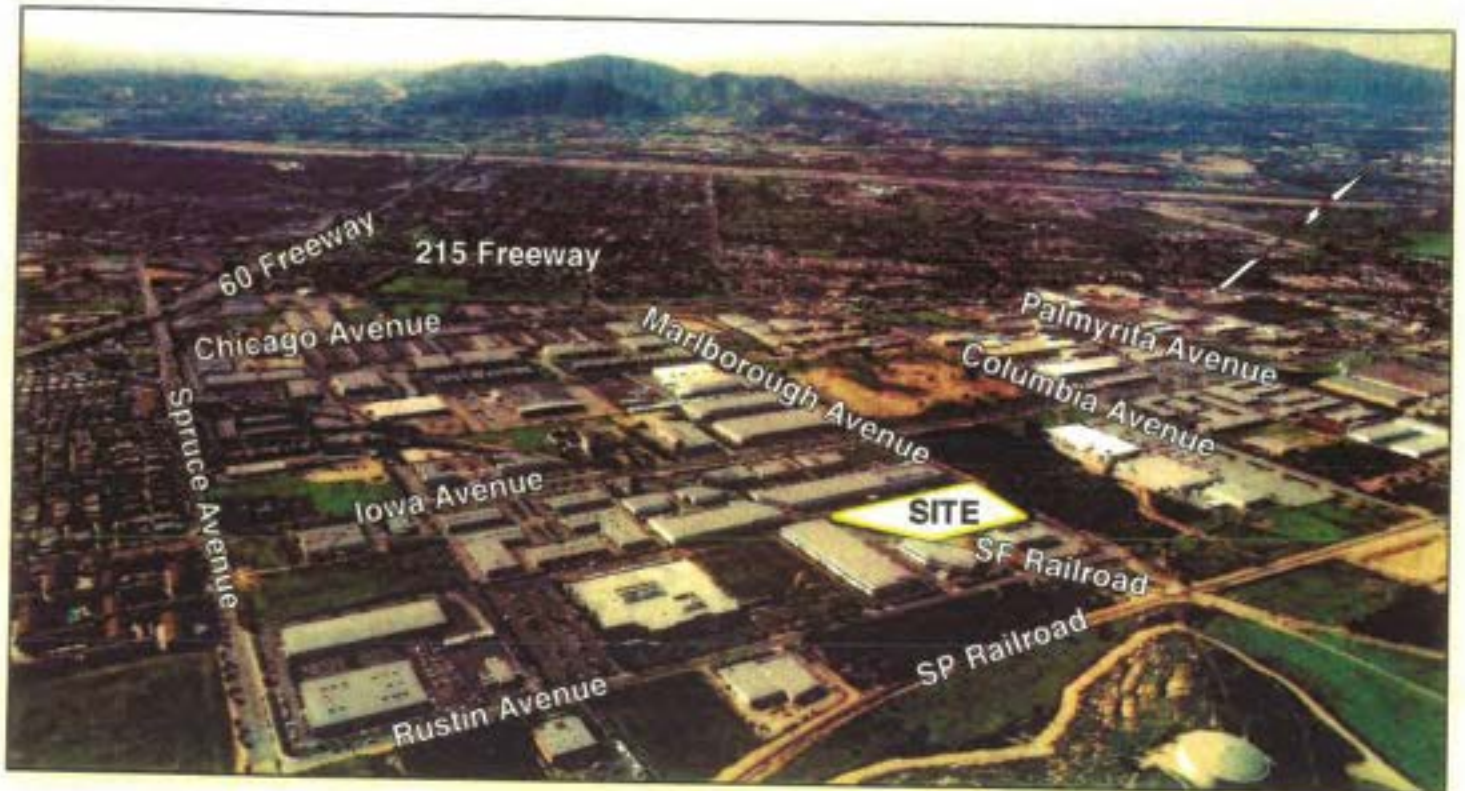 60 Freeway
215 Freeway
Chicago Avenue
Marlborough Avenue
Palmyrita Avenue
Columbia Avenue
Spruce Avenue
Iowa Avenue
SITE
SF Railroad
SP Railroad
Rustin Avenue